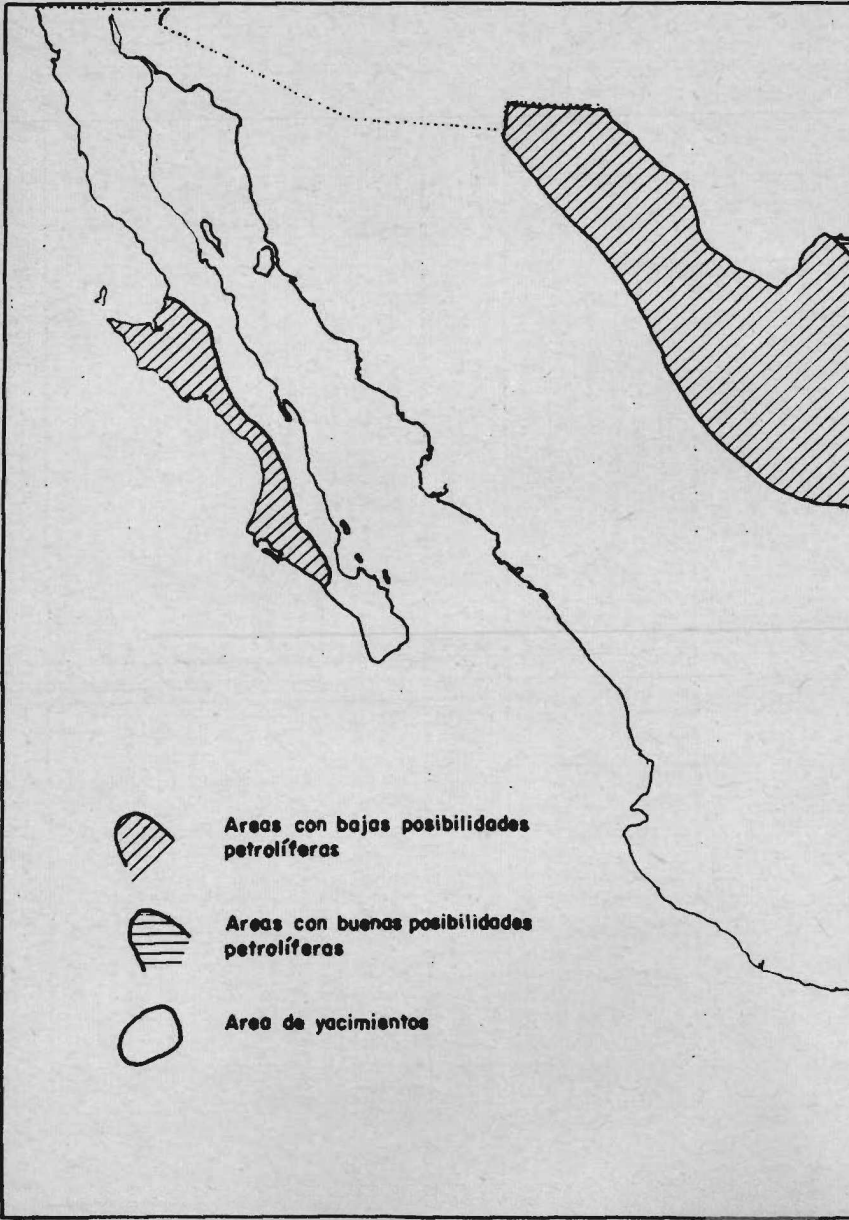 Areas con bajas posibilidades
petrolíferas
Areas con buenas posibilidades
petrolíferas
Area de yacimientos